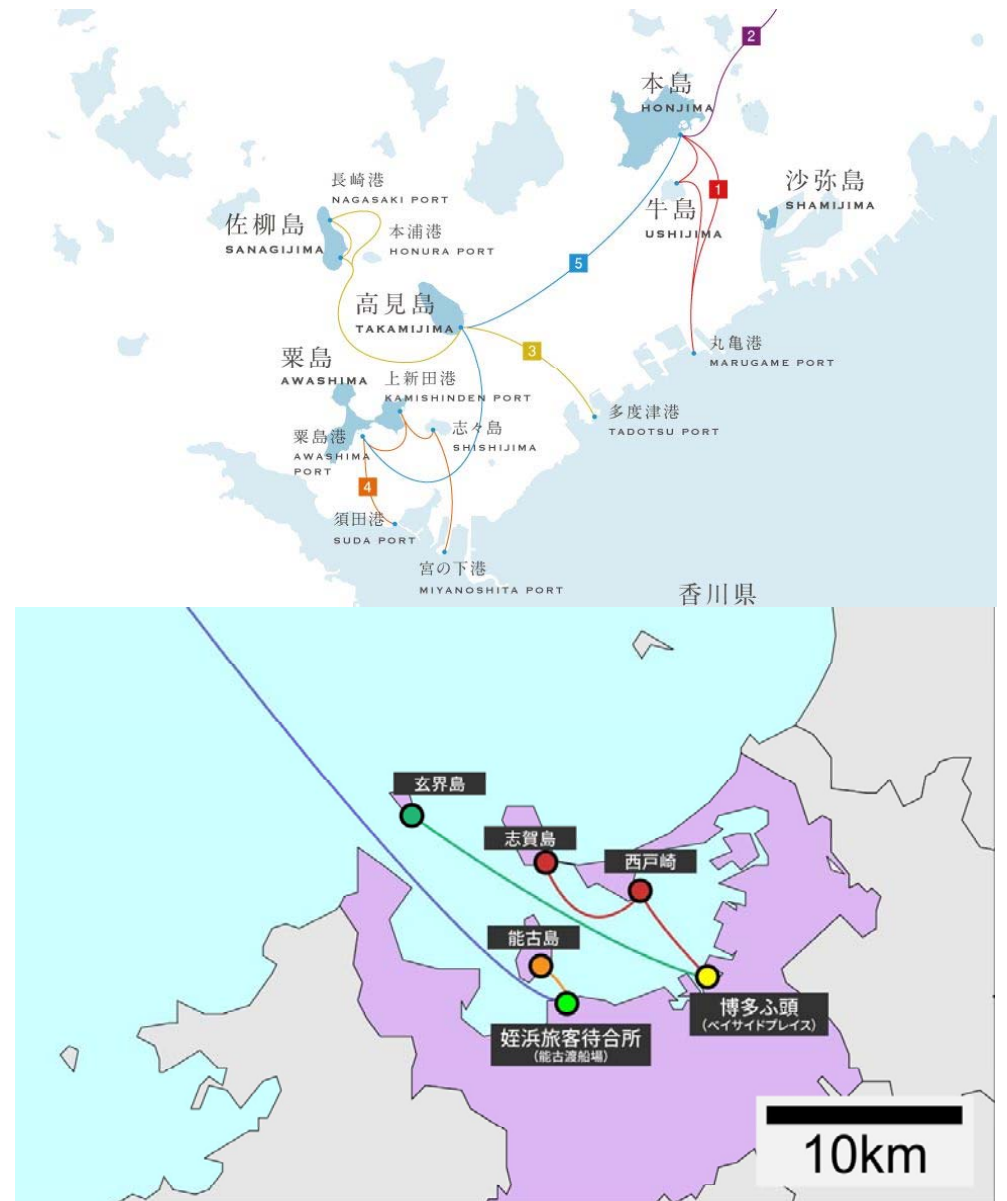 2
本島
HONJIMA
長崎港
NAGASAKI PORT
1
沙弥島
SHAMIJIMA
佐柳島
SANAGIJIMA
本浦港
HONURA PORT
牛島
USHIJIMA
5
高見島
TAKAMIJIMA
3
丸亀港
MARUGAME PORT
粟島
AWASHIMA
上新田港
KAMISHINDEN PORT
多度津港
TADOTSU PORT
粟島港
AWASHIMA
PORT
志々島
SHISHIJIMA
4
須田港
SUDA PORT
宮の下港
MIYANOSHITA PORT
香川県
玄界島
志賀島
西戸崎
能古島
博多ふ頭
(ベイサイドプレイス)
姪浜旅客待合所
(能古渡船場)
10km